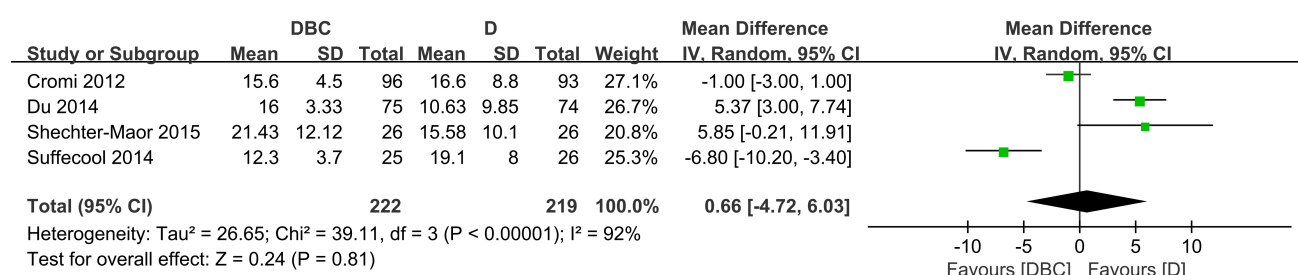 DBC D Mean Difference Mean Difference
Study or Subgroup Mean SD Total Mean SD Total Weight IV, Random, 95% CI IV, Random, 95% CI
Cromi 2012 15.6 4.5 96 16.6 8.8 93 27.1% -1.00 [-3.00, 1.00]
Du 2014 16 3.33 75 10.63 9.85 74 26.7% 5.37 [3.00, 7.74]
Shechter-Maor 2015 21.43 12.12 26 15.58 10.1 26 20.8% 5.85 [-0.21, 11.91]
Suffecool 2014 12.3 3.7 25 19.1 8 26 25.3% -6.80 [-10.20, -3.40]
Total (95% CI) 222 219 100.0% 0.66 [-4.72, 6.03]
Heterogeneity: Tau² = 26.65; Chi² = 39.11, df = 3 (P < 0.00001); I² = 92%
Test for overall effect: Z = 0.24 (P = 0.81)
-10 -5 0 5 10
Favours [DBC] Favours [D]